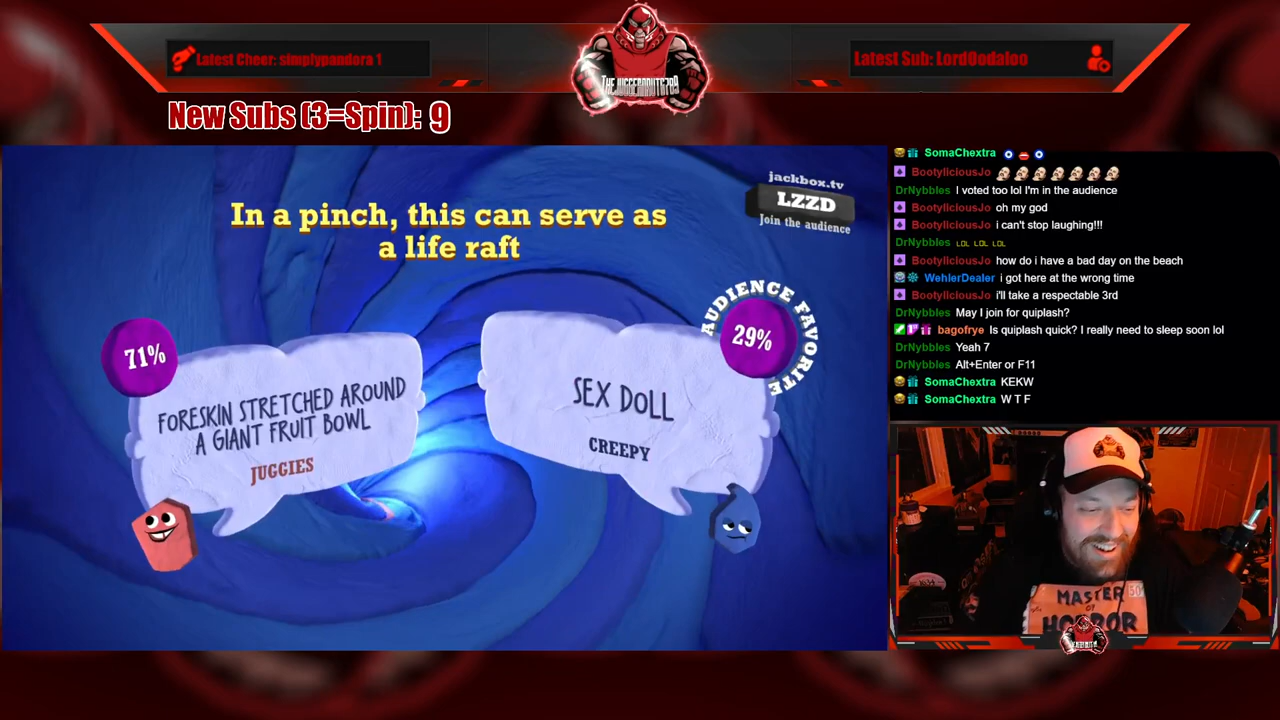 Latest Cheer: simplypandora 1
THEJUGGERNAUT6789
Latest Sub: LordOodaloo
New Subs (3=Spin): 9
jackbox.tv
LZZD
Join the audience
In a pinch, this can serve as
a life raft
71%
FORESKIN STRETCHED AROUND
A GIANT FRUIT BOWL
JUGGIES
AUDIENCE FAVORITE
29%
SEX DOLL
CREEPY
SomaChextra
BootyliciousJo
DrNybbles I voted too lol I'm in the audience
BootyliciousJo oh my god
BootyliciousJo i can't stop laughing!!!
DrNybbles LOL LOL LOL
BootyliciousJo how do i have a bad day on the beach
WehlerDealer i got here at the wrong time
BootyliciousJo i'll take a respectable 3rd
DrNybbles May I join for quiplash?
bagofrye Is quiplash quick? I really need to sleep soon lol
DrNybbles Yeah 7
DrNybbles Alt+Enter or F11
SomaChextra KEKW
SomaChextra W T F
MASTER
OF
HORROR